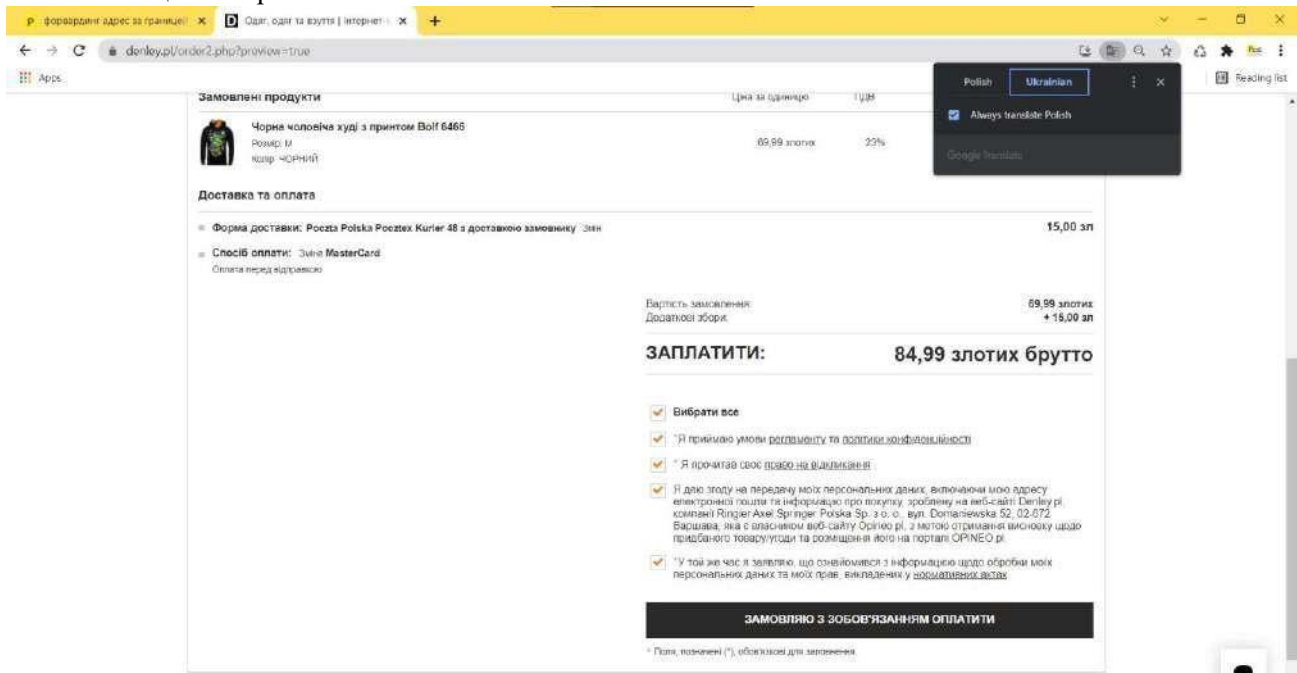 форвардинг адрес за границей
Одяг, одяг та взуття | Інтернет-
denley.pl/order2.php?preview=true
Apps
Reading list
Polish
Ukrainian
Always translate Polish
Google Translate
Замовлені продукти
Ціна за одиницю
ПДВ
Чорна чоловіча худі з принтом Bolf 6466
Розмір: M
колір: ЧОРНИЙ
69,99 злотих
23%
Доставка та оплата
Форма доставки: Poczta Polska Pocztex Kurier 48 з доставкою замовнику Змін
15,00 зл
Спосіб оплати: Зміна MasterCard
Оплата перед відправкою
Вартість замовлення:
69,99 злотих
Додаткові збори:
+ 15,00 зл
ЗАПЛАТИТИ:
84,99 злотих брутто
Вибрати все
*Я приймаю умови регламенту та політики конфіденційності
* Я прочитав своє право на відкликання
Я даю згоду на передачу моїх персональних даних, включаючи мою адресу
електронної пошти та інформацію про покупку, зроблену на веб-сайті Denley.pl,
компанії Ringier Axel Springer Polska Sp. z o. o., вул. Domaniewska 52, 02-672
Варшава, яка є власником веб-сайту Opineo.pl, з метою отримання висновку щодо
придбаного товару/угоди та розміщення його на порталі OPINEO.pl.
*У той же час я заявляю, що ознайомився з інформацією щодо обробки моїх
персональних даних та моїх прав, викладених у нормативних актах
ЗАМОВЛЯЮ З ЗОБОВ'ЯЗАННЯМ ОПЛАТИТИ
* Поля, позначені (*), обов'язкові для заповнення.